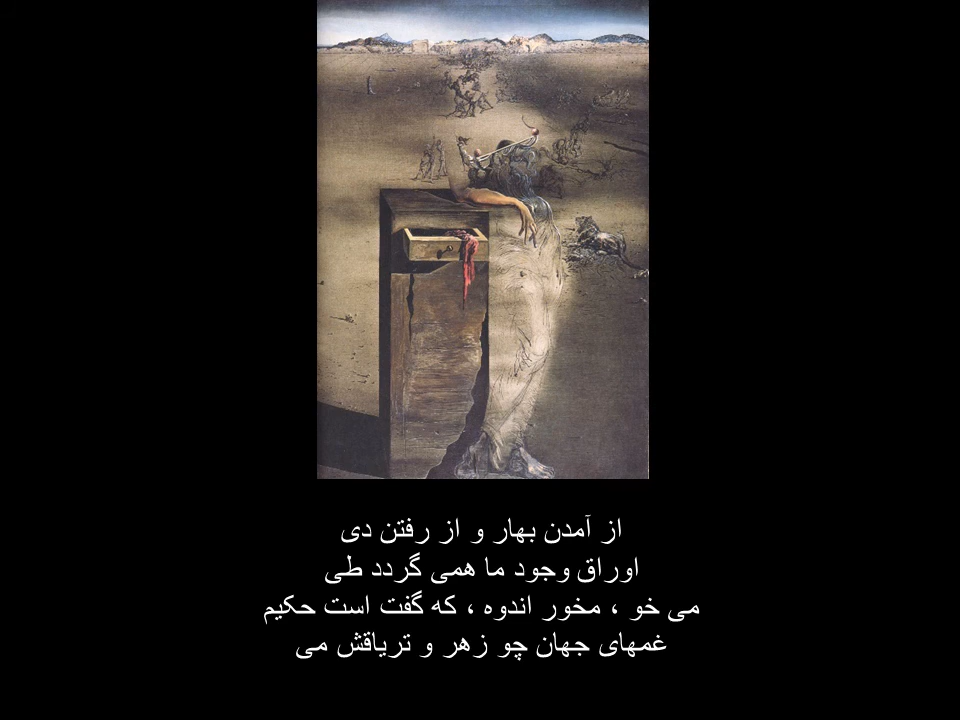 از آمدن بهار و از رفتن دی
اوراق وجود ما همی گردد طی
می خو ، مخور اندوه ، که گفت است حکیم
غمهای جهان چو زهر و تریاقش می